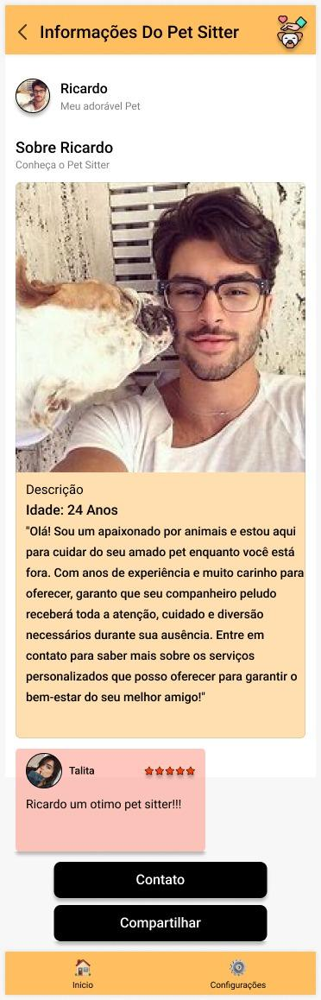 Informações Do Pet Sitter
Ricardo
Meu adorável Pet
Sobre Ricardo
Conheça o Pet Sitter
Descrição
Idade: 24 Anos
"Olá! Sou um apaixonado por animais e estou aqui
para cuidar do seu amado pet enquanto você está
fora. Com anos de experiência e muito carinho para
oferecer, garanto que seu companheiro peludo
receberá toda a atenção, cuidado e diversão
necessários durante sua ausência. Entre em
contato para saber mais sobre os serviços
personalizados que posso oferecer para garantir o
bem-estar do seu melhor amigo!"
Talita
Ricardo um otimo pet sitter!!!
Contato
Compartilhar
Inicio
Configurações